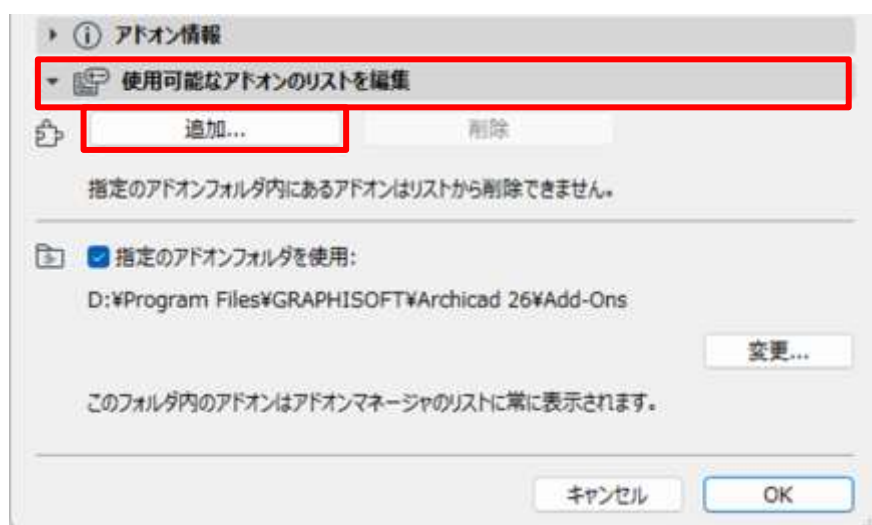 アドオン情報
使用可能なアドオンのリストを編集
追加... 削除
指定のアドオンフォルダ内にあるアドオンはリストから削除できません。
指定のアドオンフォルダを使用:
D:¥Program Files¥GRAPHISOFT¥Archicad 26¥Add-Ons
変更...
このフォルダ内のアドオンはアドオンマネージャのリストに常に表示されます。
キャンセル OK